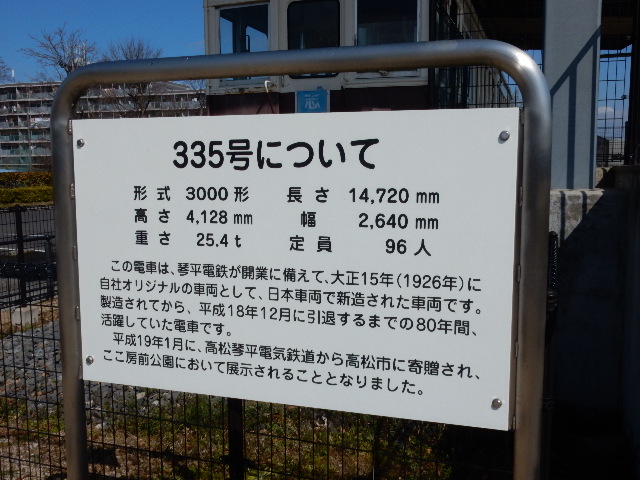 335号について
形式 3000形 長さ 14,720 mm
高さ 4,128 mm 幅 2,640 mm
重さ 25.4 t 定員 96人
この電車は、琴平電鉄が開業に備えて、大正15年(1926年)に
自社オリジナルの車両として、日本車両で新造された車両です。
製造されてから、平成18年12月に引退するまでの80年間、
活躍していた電車です。
平成19年1月に、高松琴平電気鉄道から高松市に寄贈され、
ここ房前公園において展示されることとなりました。